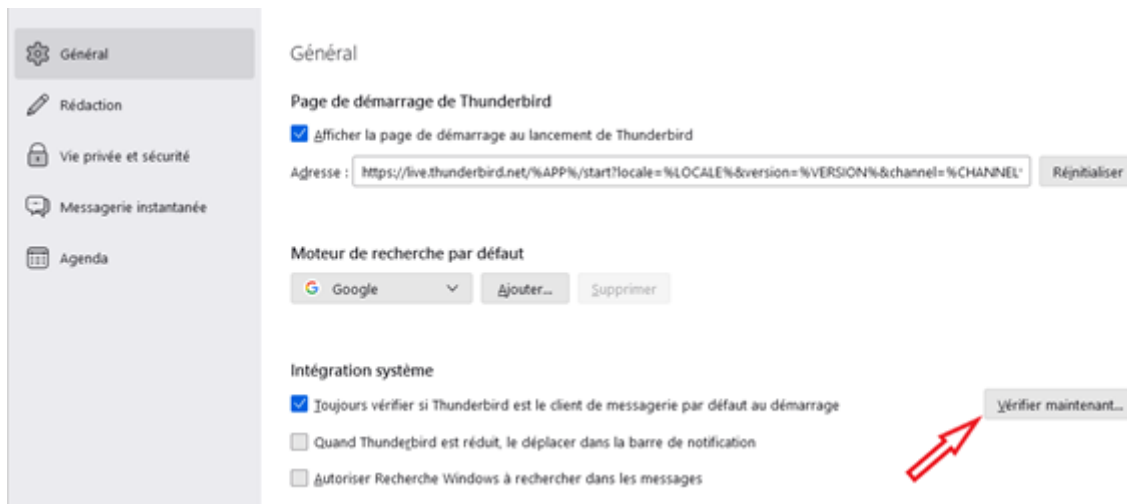 Général
Rédaction
Vie privée et sécurité
Messagerie instantanée
Agenda
Général
Page de démarrage de Thunderbird
Afficher la page de démarrage au lancement de Thunderbird
Adresse : https://live.thunderbird.net/%APP%/start?locale=%LOCALE%&version=%VERSION%&channel=%CHANNEL Réinitialiser
Moteur de recherche par défaut
Google Ajouter... Supprimer
Intégration système
Toujours vérifier si Thunderbird est le client de messagerie par défaut au démarrage Vérifier maintenant...
Quand Thunderbird est réduit, le déplacer dans la barre de notification
Autoriser Recherche Windows à rechercher dans les messages